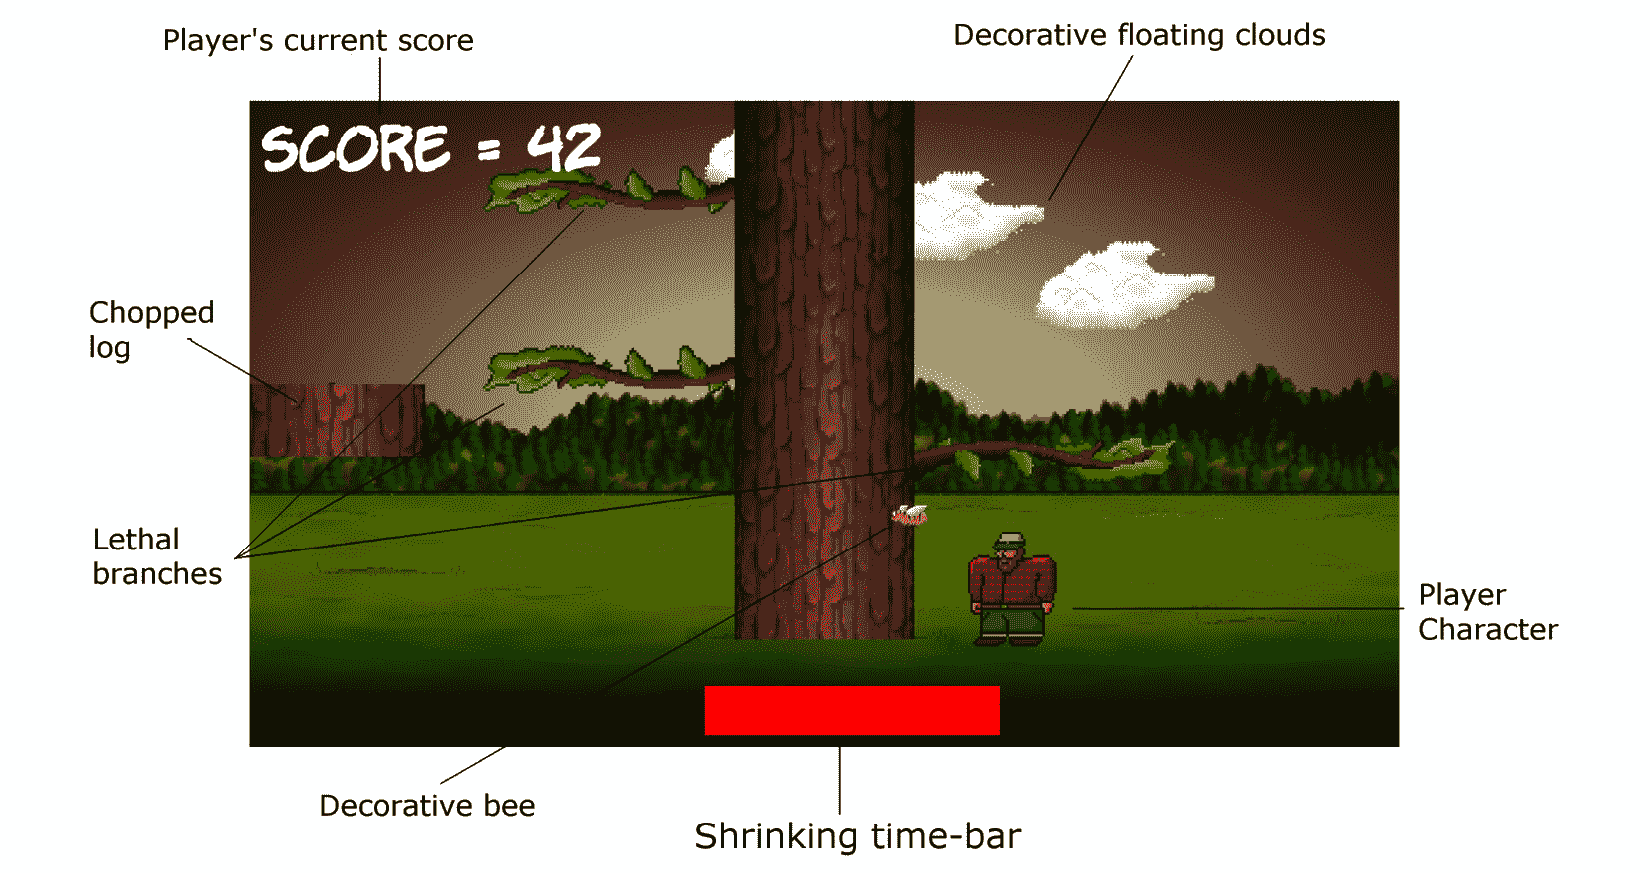 Player's current score
Decorative floating clouds
SCORE = 42
Chopped
log
Lethal
branches
Player
Character
Decorative bee
Shrinking time-bar